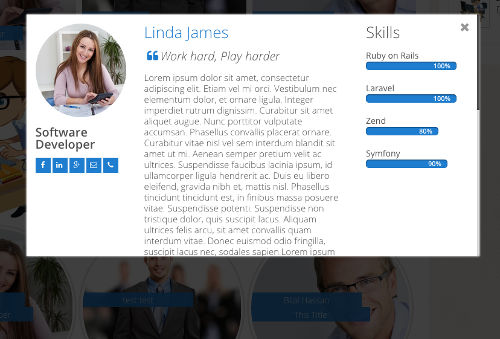 Linda James
Work hard, Play harder
Lorem ipsum dolor sit amet, consectetur
adipiscing elit. Etiam vel mi orci. Vestibulum nec
elementum dolor, et ornare ligula. Integer
imperdiet rutrum dignissim. Curabitur sit amet
aliquet augue. Nunc porttitor vulputate
accumsan. Phasellus convallis placerat ornare.
Curabitur vitae nisl vel sem interdum blandit sit
amet ut mi. Aenean semper pretium velit ac
ultrices. Suspendisse faucibus lacinia ipsum, id
ullamcorper ligula hendrerit ac. Duis eu libero
eleifend, gravida nibh et, mattis nisl. Phasellus
tincidunt tincidunt est, in finibus ipsum posuere
vitae. Suspendisse potenti. Suspendisse non
tristique dolor, quis suscipit lacus. Aliquam
ultrices felis arcu, sit amet convallis quam
tempor vitae. Donec euismod odio fringilla,
suscipit lacus nec, sodales sapien Lorem ipsum
Software
Developer
Skills
Ruby on Rails
100%
Laravel
100%
Zend
80%
Symfony
90%
test test
Bilal Hassan
This Title